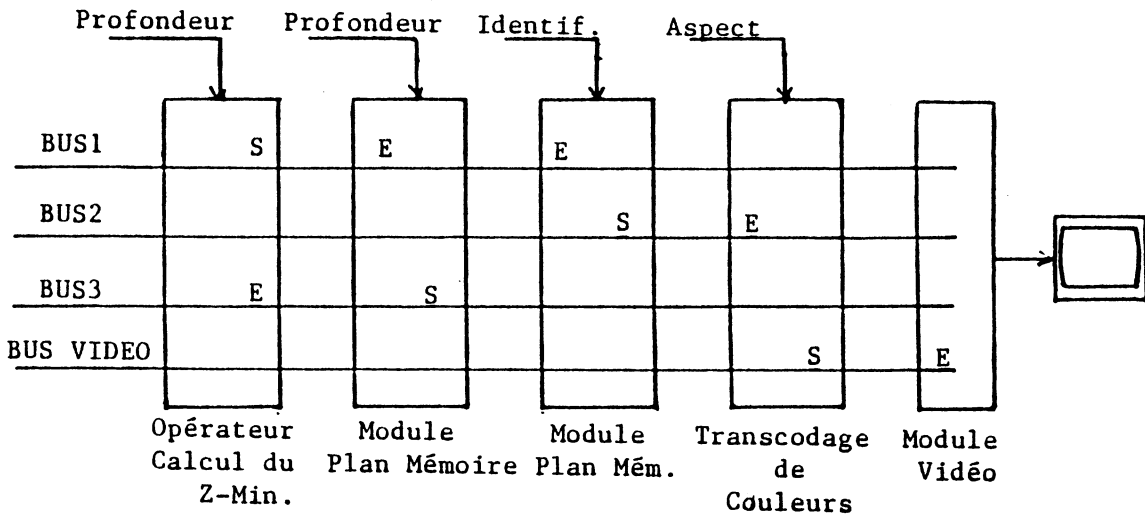 Profondeur Profondeur Identif. Aspect
BUS1 S E E
BUS2 S E
BUS3 E S
BUS VIDEO S E
Opérateur Module Module Transcodage Module
Calcul du Plan Mémoire Plan Mém. de Vidéo
Z-Min. Couleurs